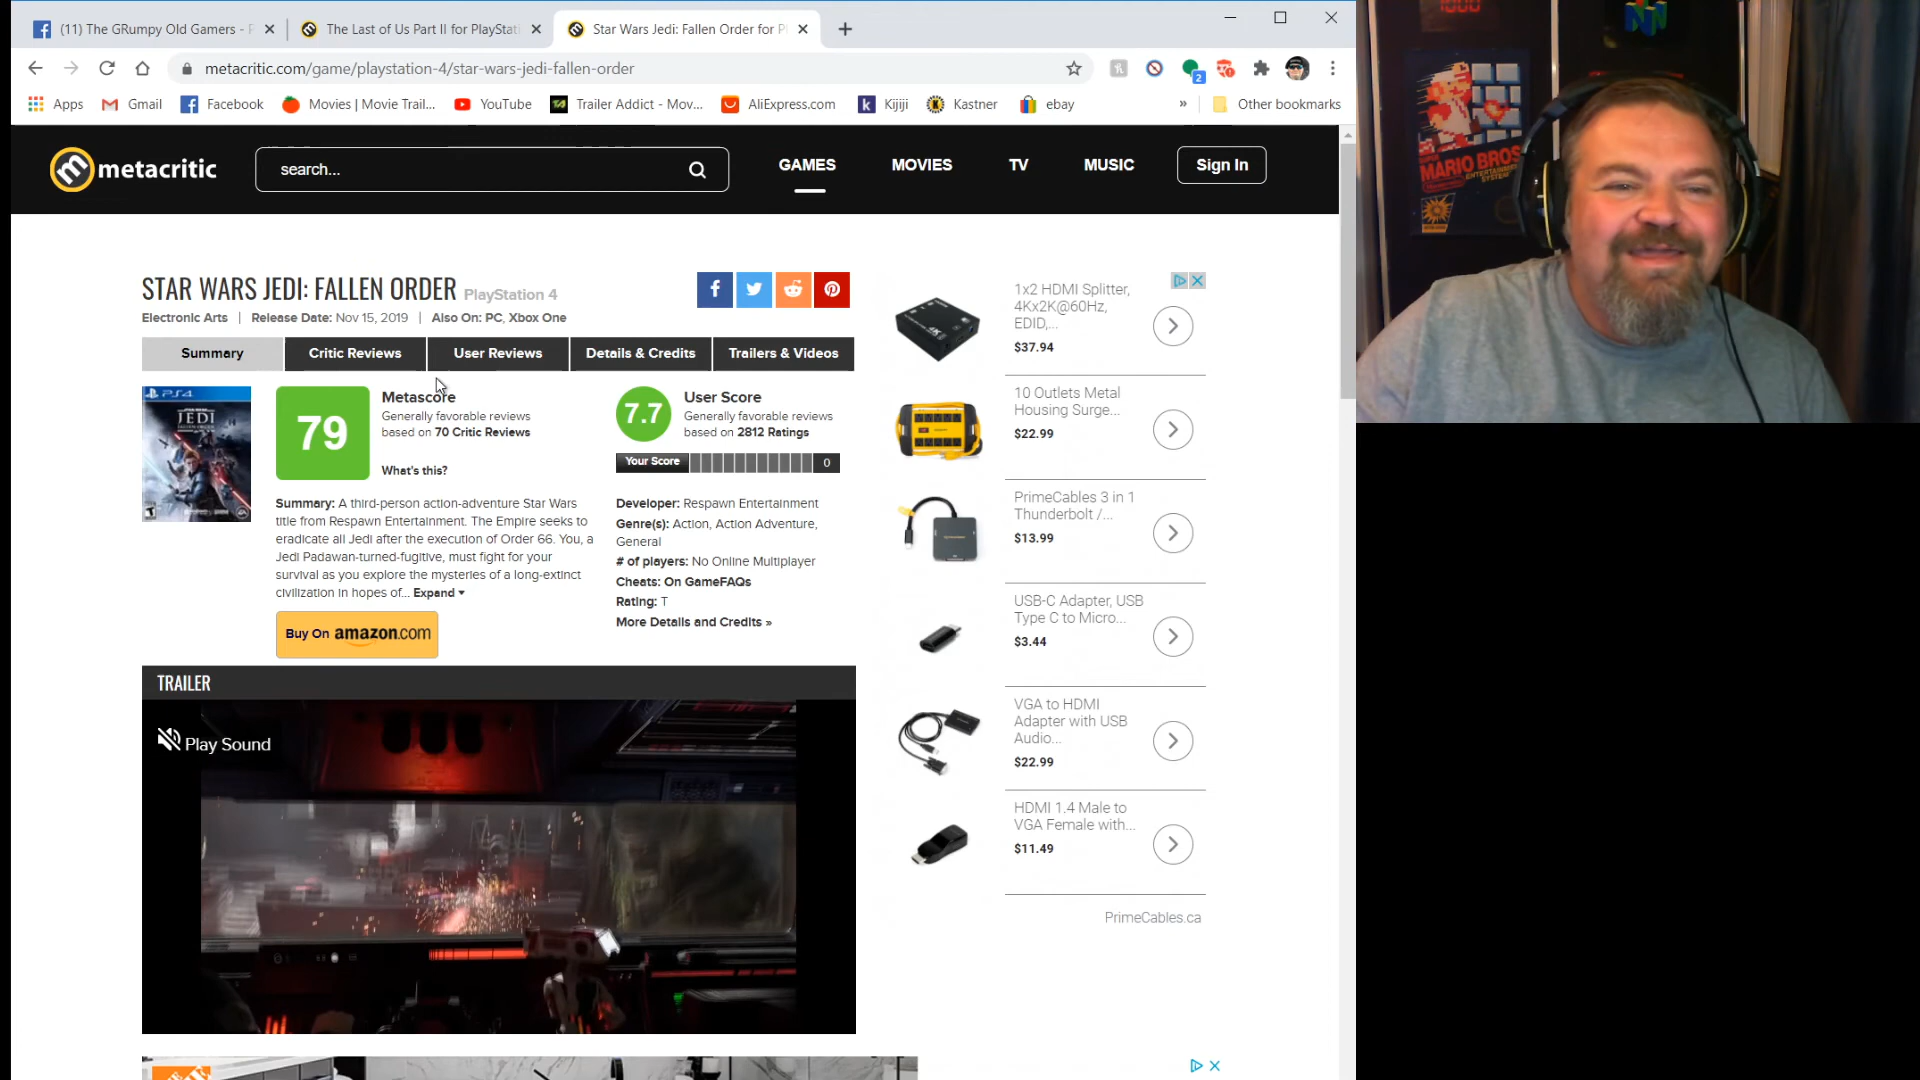 (11) The GRumpy Old Gamers - F
The Last of Us Part II for PlayStati
Star Wars Jedi: Fallen Order for Pl
metacritic.com/game/playstation-4/star-wars-jedi-fallen-order
2
Apps
Gmail
Facebook
Movies | Movie Trail...
YouTube
Trailer Addict - Mov...
AliExpress.com
Kijiji
Kastner
ebay
»
Other bookmarks
metacritic
search...
GAMES
MOVIES
TV
MUSIC
Sign In
STAR WARS JEDI: FALLEN ORDER PlayStation 4
Electronic Arts | Release Date: Nov 15, 2019 | Also On: PC, Xbox One
Summary
Critic Reviews
User Reviews
Details & Credits
Trailers & Videos
PS4
JEDI
79
Metascore
Generally favorable reviews
based on 70 Critic Reviews
What's this?
7.7
User Score
Generally favorable reviews
based on 2812 Ratings
Your Score
0
Summary: A third-person action-adventure Star Wars
title from Respawn Entertainment. The Empire seeks to
eradicate all Jedi after the execution of Order 66. You, a
Jedi Padawan-turned-fugitive, must fight for your
survival as you explore the mysteries of a long-extinct
civilization in hopes of... Expand
Buy On amazon.com
Developer: Respawn Entertainment
Genre(s): Action, Action Adventure,
General
# of players: No Online Multiplayer
Cheats: On GameFAQs
Rating: T
More Details and Credits »
TRAILER
Play Sound
1x2 HDMI Splitter,
4Kx2K@60Hz,
EDID,...
$37.94
10 Outlets Metal
Housing Surge...
$22.99
PrimeCables 3 in 1
Thunderbolt /...
$13.99
USB-C Adapter, USB
Type C to Micro...
$3.44
VGA to HDMI
Adapter with USB
Audio...
$22.99
HDMI 1.4 Male to
VGA Female with...
$11.49
PrimeCables.ca
MARIO BROS
ENTERTAINMENT
SYSTEM